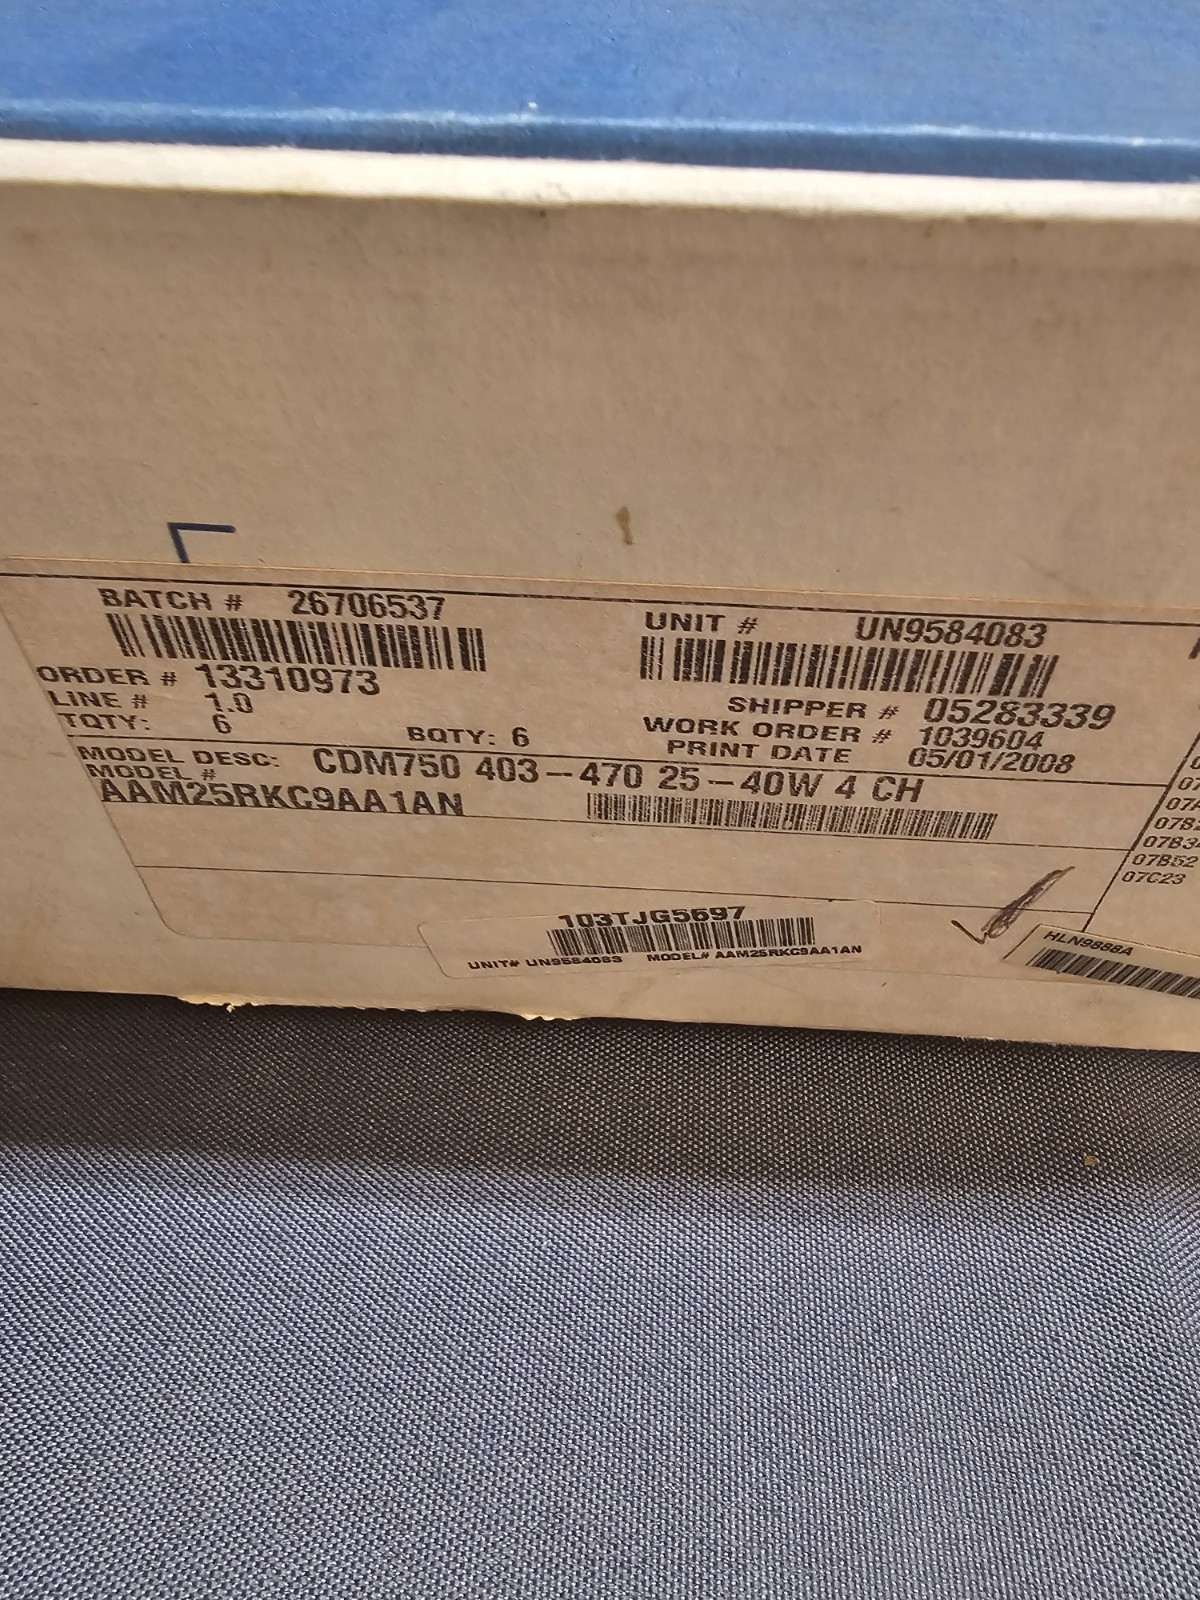 BATCH # 26706537
UNIT # UN9584083
ORDER # 13310973
LINE # 1.0
SHIPPER # 05283339
TQTY: 6 BQTY: 6
WORK ORDER # 1039604
PRINT DATE 05/01/2008
MODEL DESC: CDM750 403-470 25-40W 4 CH
MODEL #
AAM25RKC9AA1AN
07B34
07B52
07C23
103TJG5697
UNIT# UN9584083 MODEL# AAM25RKC9AA1AN
HLN9888A